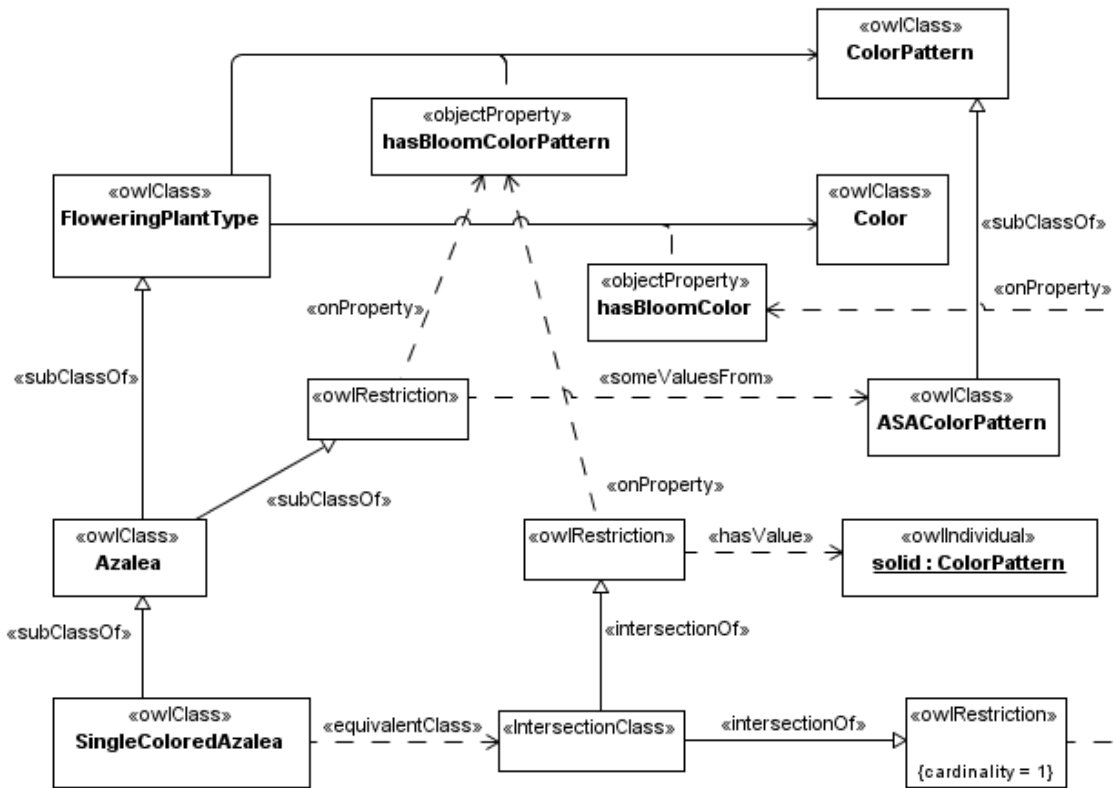 «owlClass»
ColorPattern
«objectProperty»
hasBloomColorPattern
«owlClass»
FloweringPlantType
«owlClass»
Color
«subClassOf»
«objectProperty»
hasBloomColor
«onProperty»
«onProperty»
«subClassOf»
«owlRestriction»
«someValuesFrom»
«owlClass»
ASAColorPattern
«subClassOf»
«onProperty»
«owlClass»
Azalea
«owlRestriction»
«hasValue»
«owlIndividual»
solid : ColorPattern
«subClassOf»
«intersectionOf»
«owlClass»
SingleColoredAzalea
«equivalentClass»
«IntersectionClass»
«intersectionOf»
«owlRestriction»
{cardinality = 1}